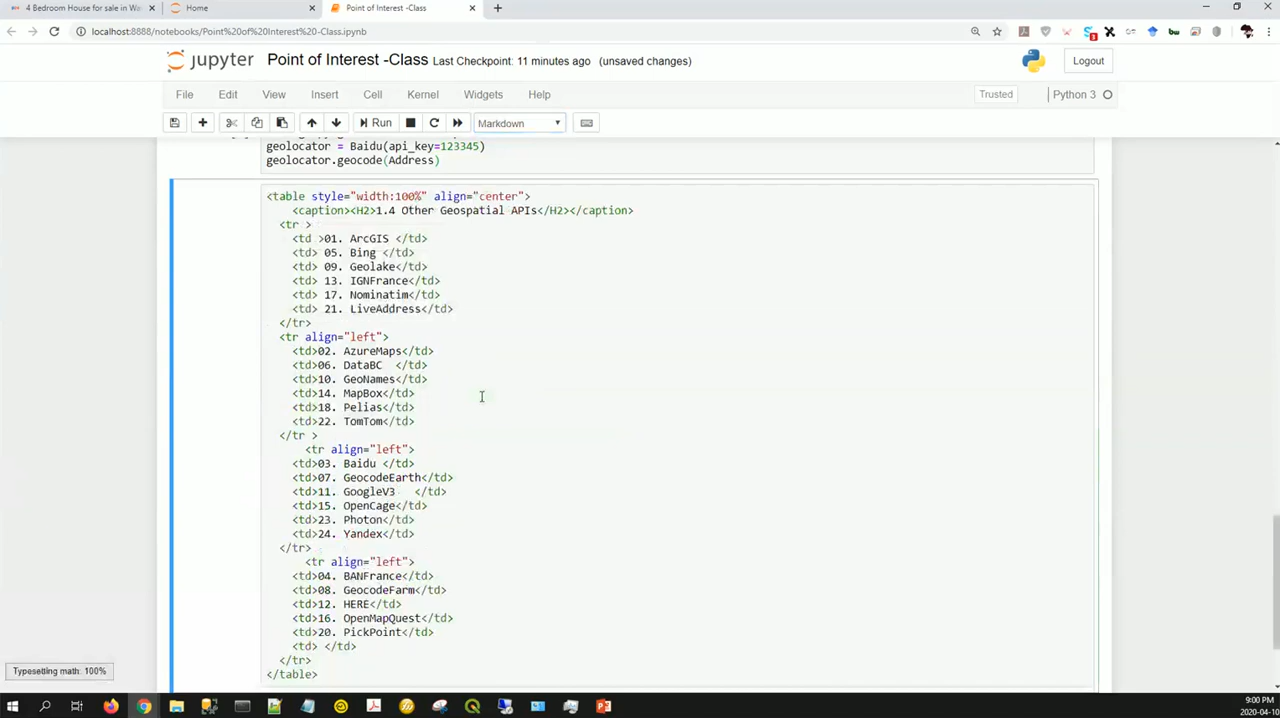 4 Bedroom House for sale in Wa
Home
Point of Interest -Class
localhost:8888/notebooks/Point%20of%20Interest%20-Class.ipynb
jupyter Point of Interest -Class Last Checkpoint: 11 minutes ago (unsaved changes)
Logout
File Edit View Insert Cell Kernel Widgets Help
Trusted
Python 3
Run
Markdown
geolocator = Baidu(api_key=123345)
geolocator.geocode(Address)
<table style="width:100%" align="center">
<caption><H2>1.4 Other Geospatial APIs</H2></caption>
<tr >
<td >01. ArcGIS </td>
<td> 05. Bing </td>
<td> 09. Geolake</td>
<td> 13. IGNFrance</td>
<td> 17. Nominatim</td>
<td> 21. LiveAddress</td>
</tr>
<tr align="left">
<td>02. AzureMaps</td>
<td>06. DataBC </td>
<td>10. GeoNames</td>
<td>14. MapBox</td>
<td>18. Pelias</td>
<td>22. TomTom</td>
</tr >
<tr align="left">
<td>03. Baidu </td>
<td>07. GeocodeEarth</td>
<td>11. GoogleV3 </td>
<td>15. OpenCage</td>
<td>23. Photon</td>
<td>24. Yandex</td>
</tr>
<tr align="left">
<td>04. BANFrance</td>
<td>08. GeocodeFarm</td>
<td>12. HERE</td>
<td>16. OpenMapQuest</td>
<td>20. PickPoint</td>
<td> </td>
</tr>
</table>
Typesetting math: 100%
9:00 PM
2020-04-10